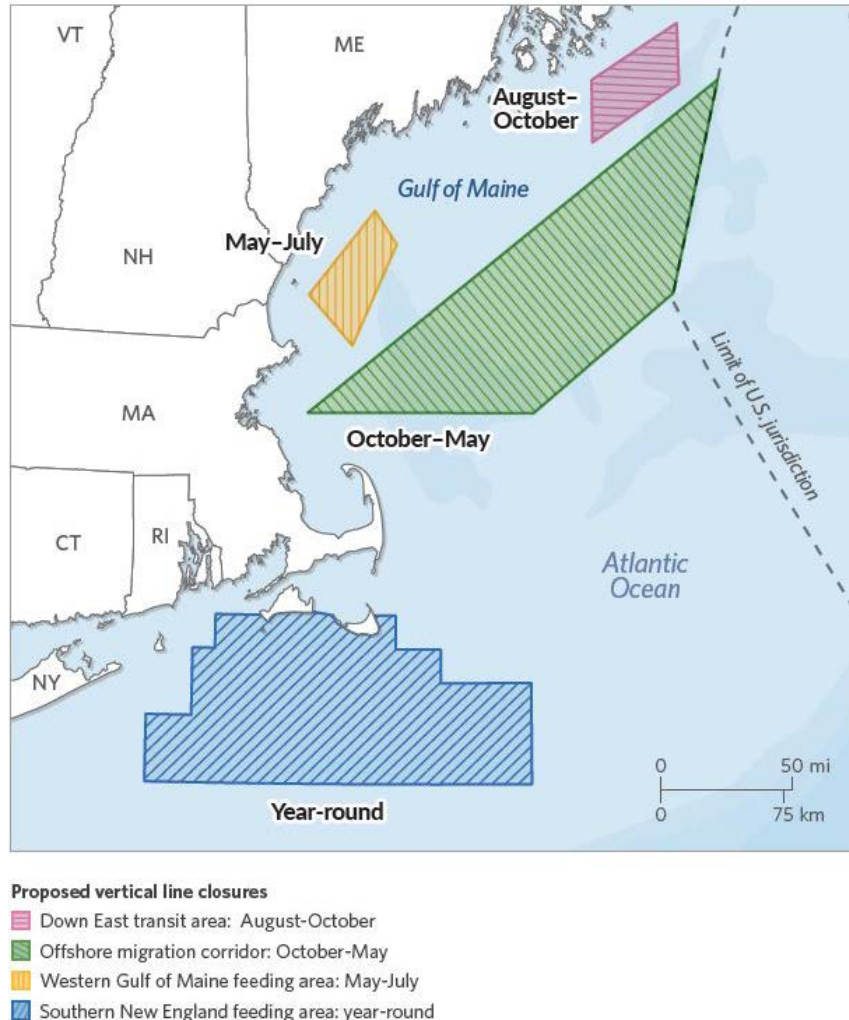 VT
ME
August–
October
Gulf of Maine
May–July
NH
Limit of U.S. jurisdiction
MA
October–May
CT
RI
Atlantic
Ocean
NY
0 50 mi
0 75 km
Year-round
Proposed vertical line closures
Down East transit area: August-October
Offshore migration corridor: October-May
Western Gulf of Maine feeding area: May-July
Southern New England feeding area: year-round